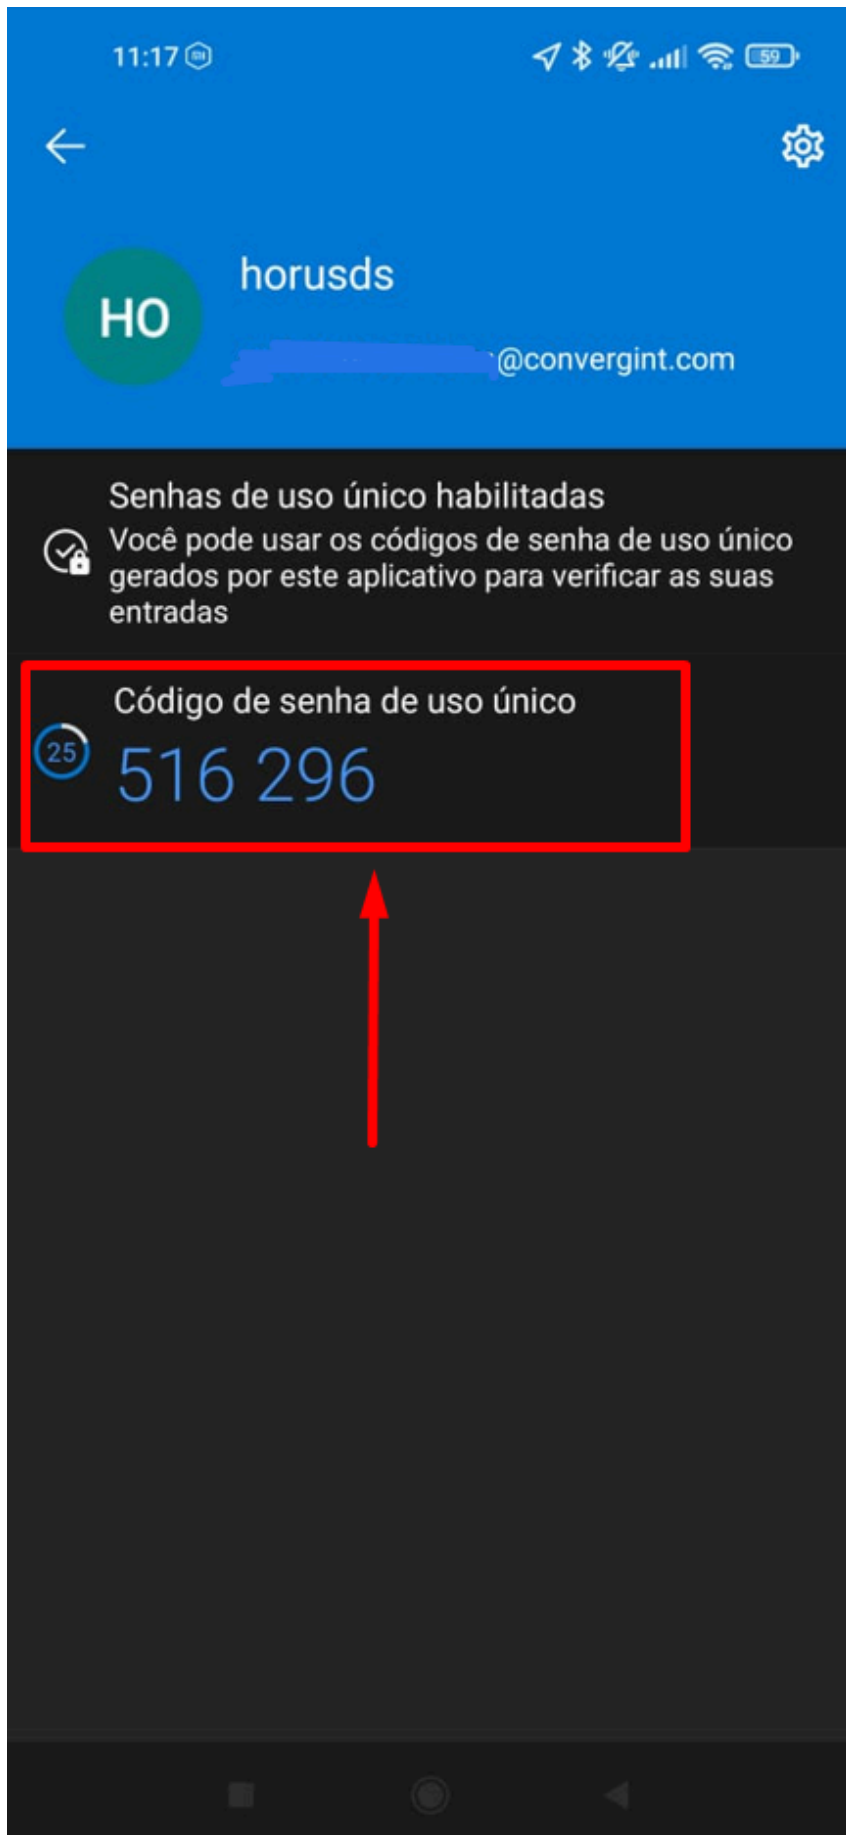 11:17
59
HO
horusds
@convergint.com
Senhas de uso único habilitadas
Você pode usar os códigos de senha de uso único
gerados por este aplicativo para verificar as suas
entradas
Código de senha de uso único
25
516 296